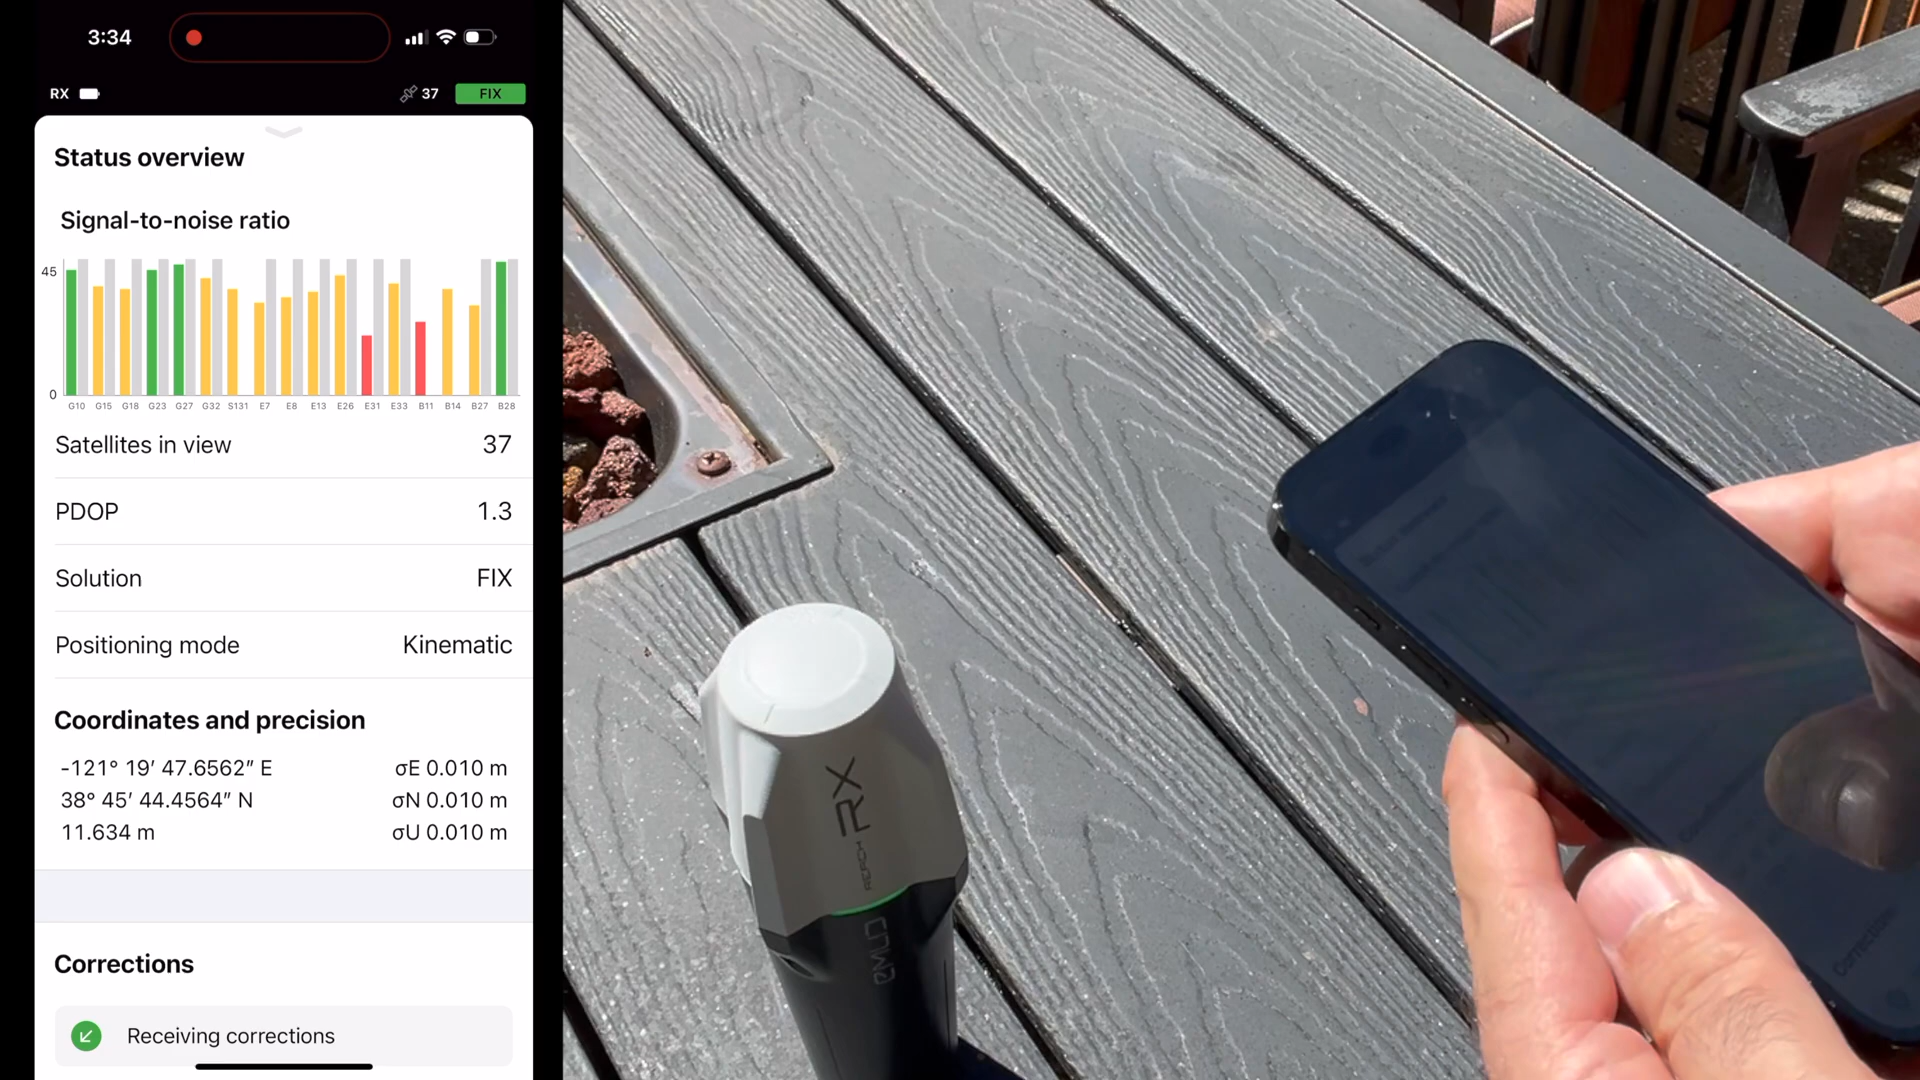 3:34
RX
37
FIX
Status overview
Signal-to-noise ratio
45
0
G10 G15 G18 G23 G27 G32 S131 E7 E8 E13 E26 E31 E33 B11 B14 B27 B28
Satellites in view 37
PDOP 1.3
Solution FIX
Positioning mode Kinematic
Coordinates and precision
-121° 19′ 47.6562″ E σE 0.010 m
38° 45′ 44.4564″ N σN 0.010 m
11.634 m σU 0.010 m
Corrections
Receiving corrections
REACH RX
EMLID